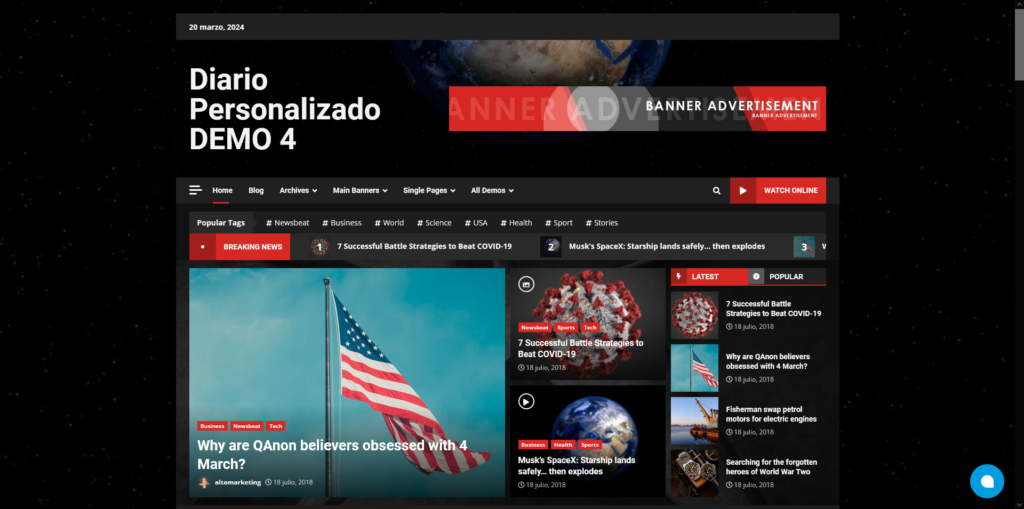 20 marzo, 2024
Diario
Personalizado
DEMO 4
BANNER ADVERTISEMENT
BANNER ADVERTISEMENT
BANNER ADVERTISEMENT
Home Blog Archives Main Banners Single Pages All Demos
WATCH ONLINE
Popular Tags # Newsbeat # Business # World # Science # USA # Health # Sport # Stories
BREAKING NEWS 1 7 Successful Battle Strategies to Beat COVID-19 2 Musk's SpaceX: Starship lands safely... then explodes 3
Business Newsbeat Tech
Why are QAnon believers obsessed with 4
March?
altomarketing 18 julio, 2018
Newsbeat Sports Tech
7 Successful Battle Strategies to
Beat COVID-19
18 julio, 2018
Business Health Sports
Musk's SpaceX: Starship lands
safely... then explodes
18 julio, 2018
LATEST POPULAR
7 Successful Battle
Strategies to Beat COVID-19
18 julio, 2018
Why are QAnon believers
obsessed with 4 March?
18 julio, 2018
Fisherman swap petrol
motors for electric engines
18 julio, 2018
Searching for the forgotten
heroes of World War Two
18 julio, 2018